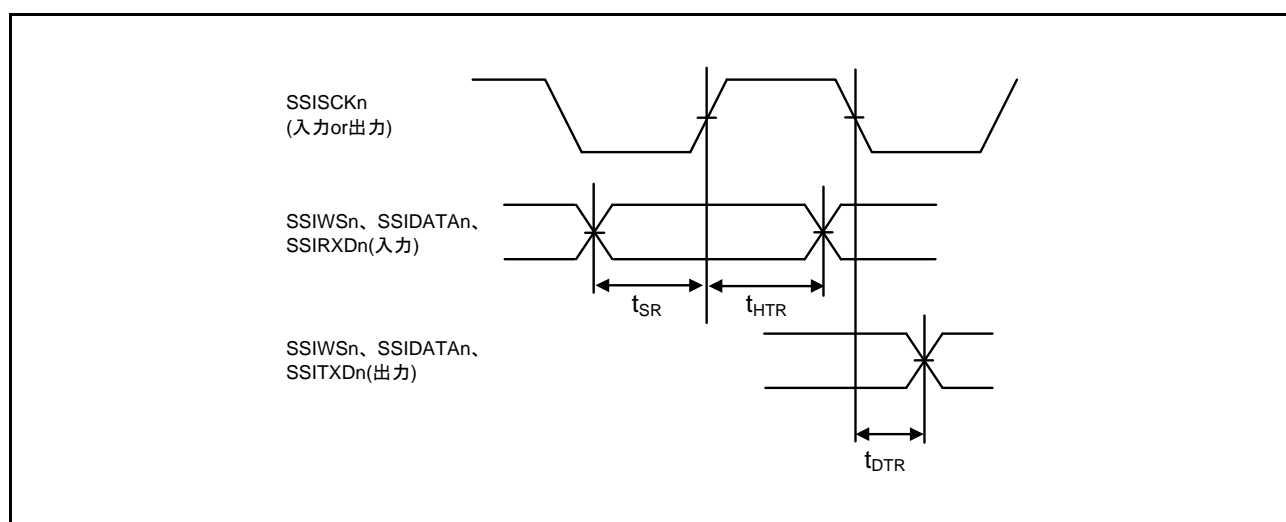 SSISCKn
(入力or出力)
SSIWSn、SSIDATAn、
SSIRXDn(入力)
tSR
tHTR
SSIWSn、SSIDATAn、
SSITXDn(出力)
tDTR